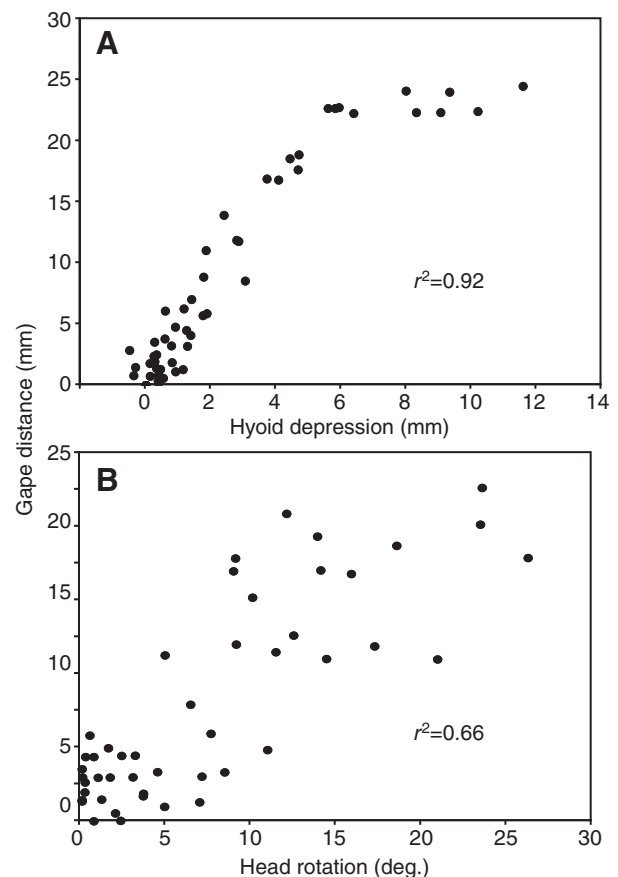 A
30
25
20
15
10
5
0
r²=0.92
0 2 4 6 8 10 12 14
Hyoid depression (mm)
Gape distance (mm)
B
25
20
15
10
5
0
r²=0.66
0 5 10 15 20 25 30
Head rotation (deg.)